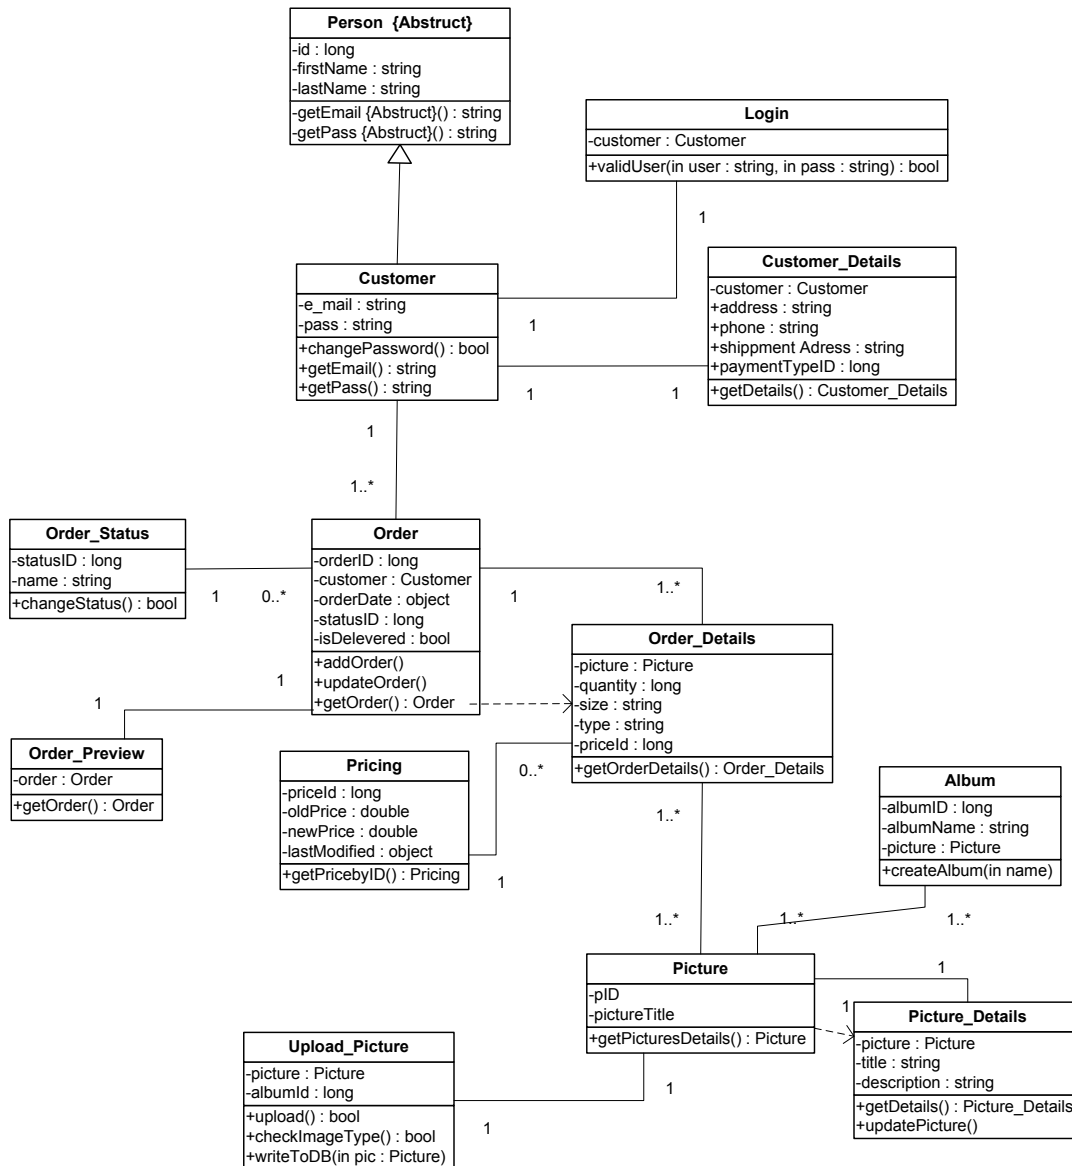 Person {Abstruct}
-id : long
-firstName : string
-lastName : string
-getEmail {Abstruct}() : string
-getPass {Abstruct}() : string
Login
-customer : Customer
+validUser(in user : string, in pass : string) : bool
1
Customer
-e_mail : string
-pass : string
+changePassword() : bool
+getEmail() : string
+getPass() : string
1
Customer_Details
-customer : Customer
+address : string
+phone : string
+shippment Adress : string
+paymentTypeID : long
+getDetails() : Customer_Details
1
1
1
1..*
Order_Status
-statusID : long
-name : string
+changeStatus() : bool
1
0..*
Order
-orderID : long
-customer : Customer
-orderDate : object
-statusID : long
-isDelevered : bool
+addOrder()
+updateOrder()
+getOrder() : Order
1
1..*
Order_Details
-picture : Picture
-quantity : long
-size : string
-type : string
-priceId : long
+getOrderDetails() : Order_Details
1
1
Order_Preview
-order : Order
+getOrder() : Order
Pricing
-priceId : long
-oldPrice : double
-newPrice : double
-lastModified : object
+getPricebyID() : Pricing
0..*
1
Album
-albumID : long
-albumName : string
-picture : Picture
+createAlbum(in name)
1..*
1..*
1..*
1..*
Picture
-pID
-pictureTitle
+getPicturesDetails() : Picture
1
1
Picture_Details
-picture : Picture
-title : string
-description : string
+getDetails() : Picture_Details
+updatePicture()
Upload_Picture
-picture : Picture
-albumId : long
+upload() : bool
+checkImageType() : bool
+writeToDB(in pic : Picture)
1
1